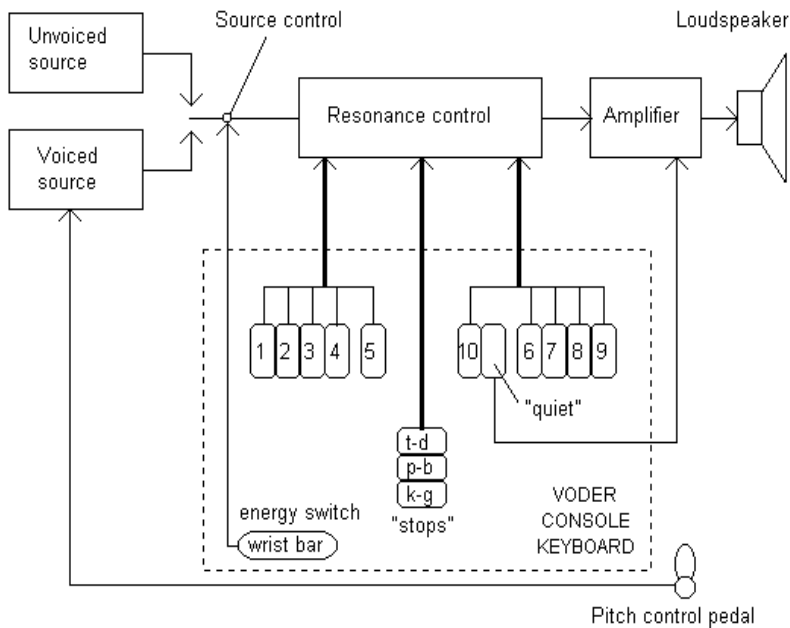 Source control
Loudspeaker
Unvoiced
source
Resonance control
Amplifier
Voiced
source
1 2 3 4 5
10 6 7 8 9
"quiet"
t-d
p-b
k-g
"stops"
energy switch
wrist bar
VODER
CONSOLE
KEYBOARD
Pitch control pedal